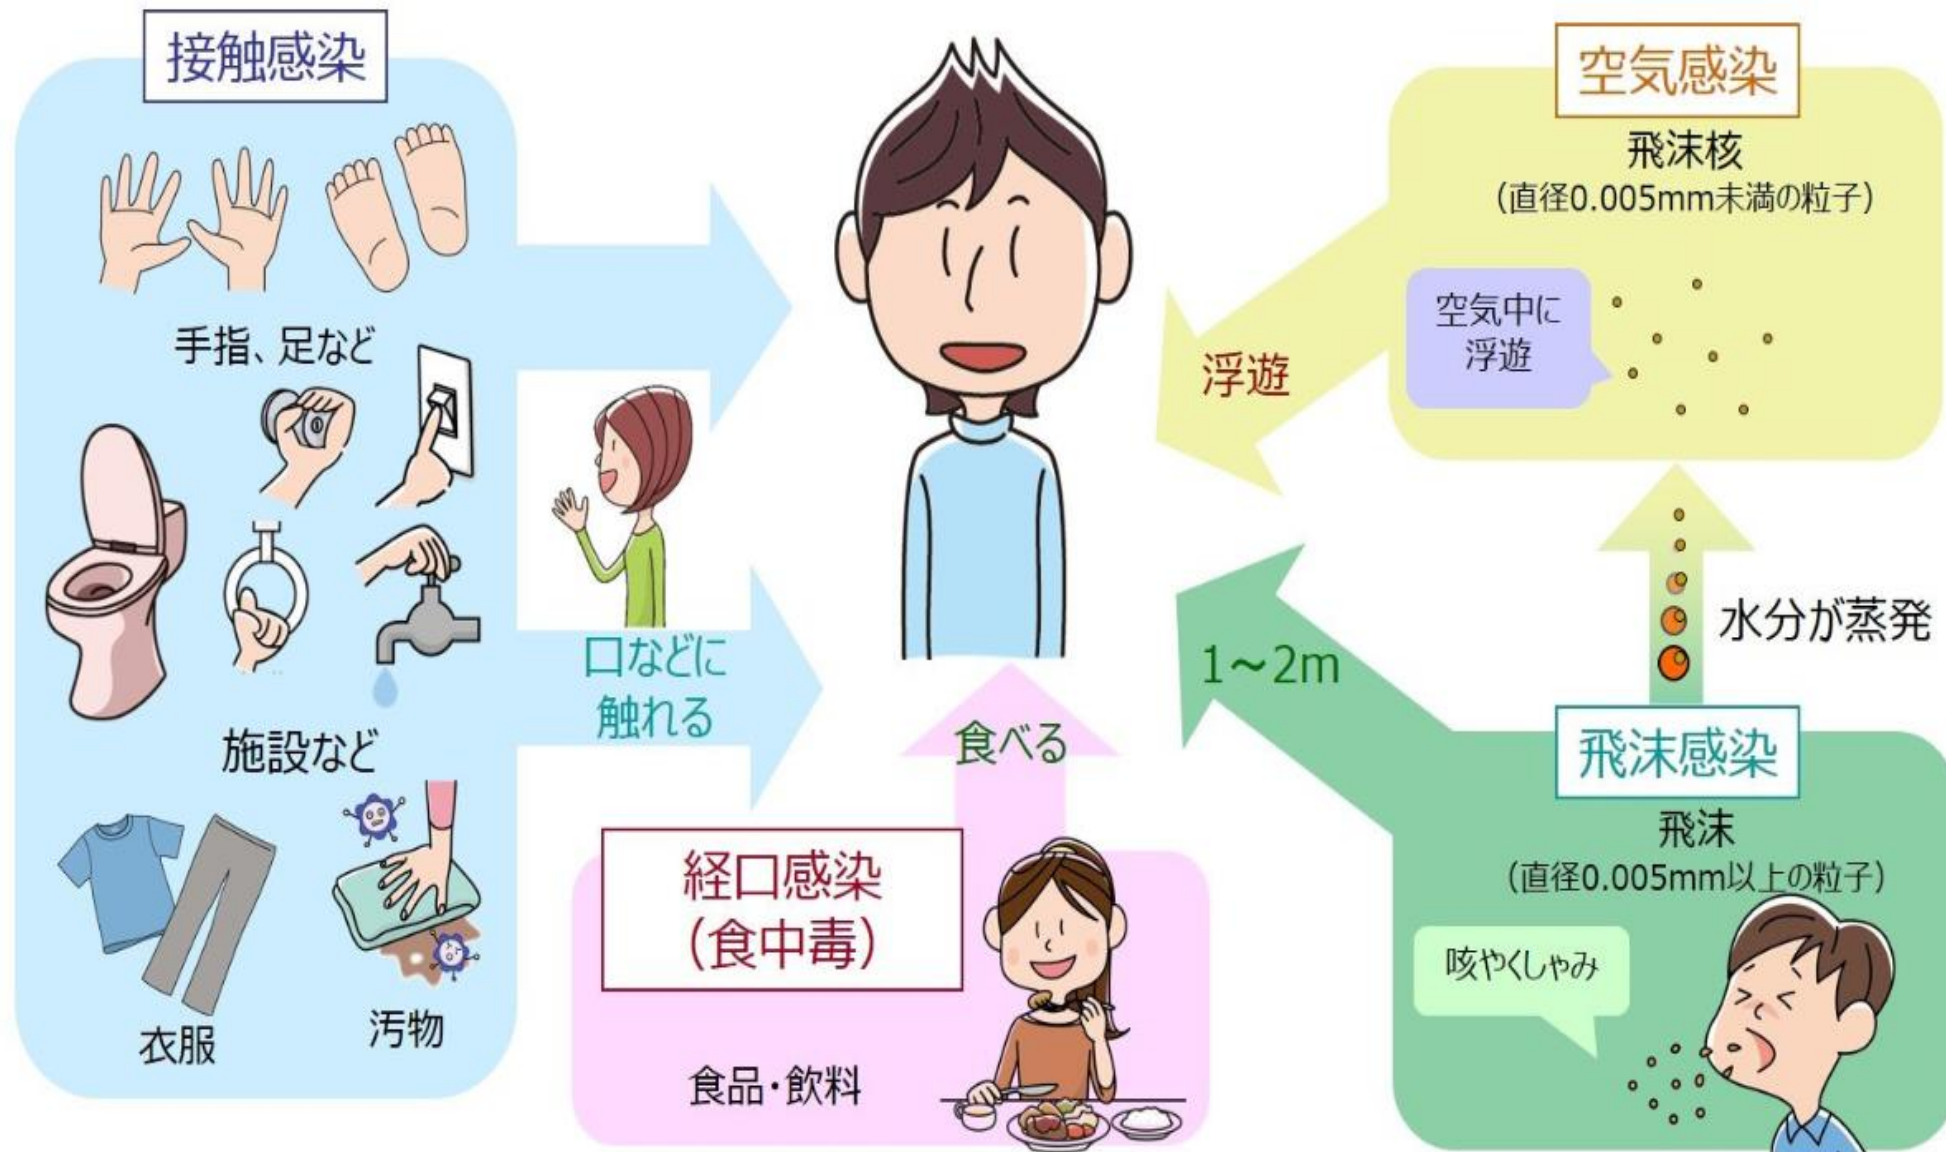 接触感染
手指、足など
施設など
衣服
汚物
口などに
触れる
経口感染
（食中毒）
食品・飲料
食べる
空気感染
飛沫核
（直径0.005mm未満の粒子）
空気中に
浮遊
浮遊
水分が蒸発
1～2m
飛沫感染
飛沫
（直径0.005mm以上の粒子）
咳やくしゃみ